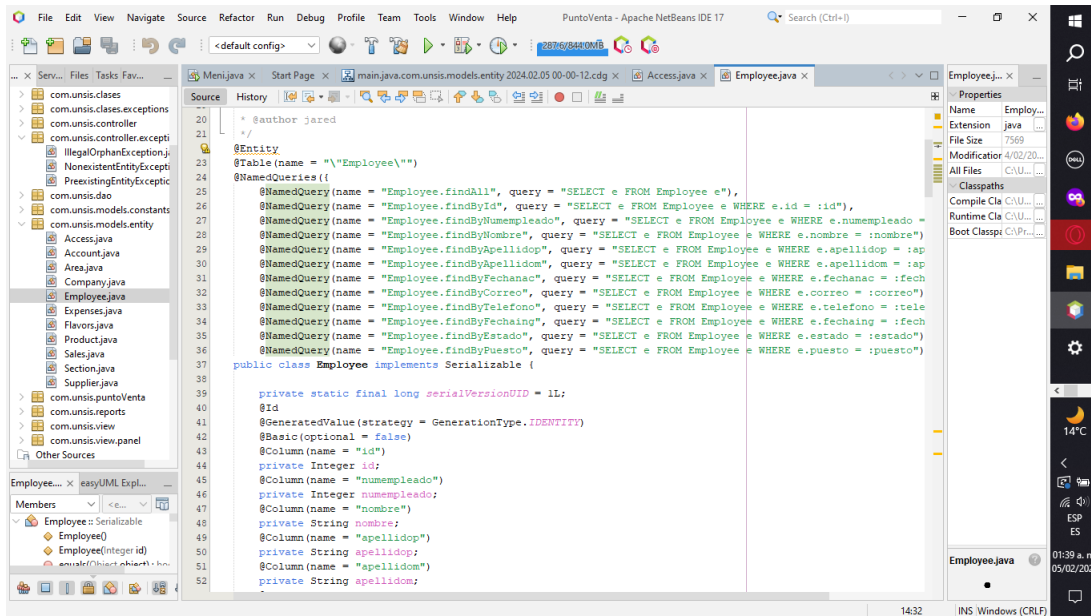 File Edit View Navigate Source Refactor Run Debug Profile Team Tools Window Help PuntoVenta - Apache NetBeans IDE 17 Search (Ctrl+I)
<default config> 287.6/844.0MB
... Serv... Files Tasks Fav...
com.unsis.clases
com.unsis.clases.exceptions
com.unsis.controller
com.unsis.controller.excepti
IllegalOrphanException.ja
NonexistentEntityExcepti
PreexistingEntityExceptic
com.unsis.dao
com.unsis.models.constants
com.unsis.models.entity
Access.java
Account.java
Area.java
Company.java
Employee.java
Expenses.java
Flavors.java
Product.java
Sales.java
Section.java
Supplier.java
com.unsis.puntoVenta
com.unsis.reports
com.unsis.view
com.unsis.view.panel
Other Sources
Employee.... easyUML Expl...
Members <e...
Employee :: Serializable
Employee()
Employee(Integer id)
equals(Object object) : boo
Meni.java Start Page main.java.com.unsis.models.entity 2024.02.05 00-00-12.cdg Access.java Employee.java
Source History
20 * @author jared
21 */
@Entity
23 @Table(name = "\"Employee\"")
24 @NamedQueries({
25 @NamedQuery(name = "Employee.findAll", query = "SELECT e FROM Employee e"),
26 @NamedQuery(name = "Employee.findById", query = "SELECT e FROM Employee e WHERE e.id = :id"),
27 @NamedQuery(name = "Employee.findByNumempleado", query = "SELECT e FROM Employee e WHERE e.numempleado =
28 @NamedQuery(name = "Employee.findByNombre", query = "SELECT e FROM Employee e WHERE e.nombre = :nombre")
29 @NamedQuery(name = "Employee.findByApellidop", query = "SELECT e FROM Employee e WHERE e.apellidop = :ap
30 @NamedQuery(name = "Employee.findByApellidom", query = "SELECT e FROM Employee e WHERE e.apellidom = :ap
31 @NamedQuery(name = "Employee.findByFechanac", query = "SELECT e FROM Employee e WHERE e.fechanac = :fech
32 @NamedQuery(name = "Employee.findByCorreo", query = "SELECT e FROM Employee e WHERE e.correo = :correo")
33 @NamedQuery(name = "Employee.findByTelefono", query = "SELECT e FROM Employee e WHERE e.telefono = :tele
34 @NamedQuery(name = "Employee.findByFechaing", query = "SELECT e FROM Employee e WHERE e.fechaing = :fech
35 @NamedQuery(name = "Employee.findByEstado", query = "SELECT e FROM Employee e WHERE e.estado = :estado")
36 @NamedQuery(name = "Employee.findByPuesto", query = "SELECT e FROM Employee e WHERE e.puesto = :puesto")
37 public class Employee implements Serializable {
38
39 private static final long serialVersionUID = 1L;
40 @Id
41 @GeneratedValue(strategy = GenerationType.IDENTITY)
42 @Basic(optional = false)
43 @Column(name = "id")
44 private Integer id;
45 @Column(name = "numempleado")
46 private Integer numempleado;
47 @Column(name = "nombre")
48 private String nombre;
49 @Column(name = "apellidop")
50 private String apellidop;
51 @Column(name = "apellidom")
52 private String apellidom;
Employee.j...
Properties
Name Employ...
Extension java ...
File Size 7569
Modificatior 4/02/20...
All Files C:\U... ...
Classpaths
Compile Cla C:\U... ...
Runtime Cla C:\U... ...
Boot Classpa C:\Pr... ...
Employee.java
14:32 INS Windows (CRLF)
DELL
14°C
ESP
ES
01:39 a. m
05/02/202